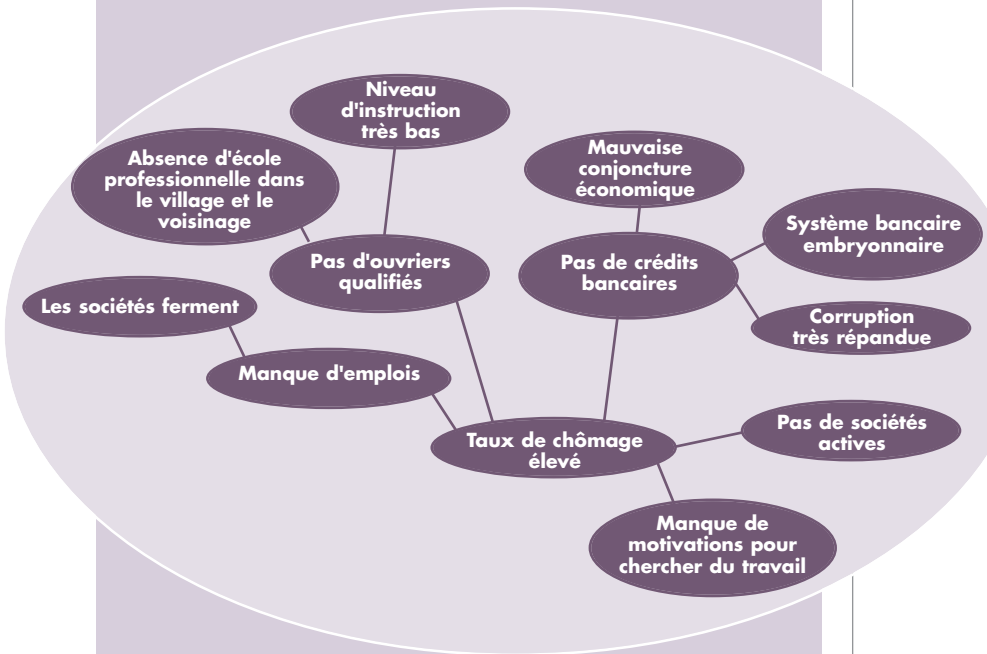 Niveau
d'instruction
très bas
Absence d'école
professionnelle dans
le village et le
voisinage
Mauvaise
conjoncture
économique
Système bancaire
embryonnaire
Pas d'ouvriers
qualifiés
Pas de crédits
bancaires
Les sociétés ferment
Corruption
très répandue
Manque d'emplois
Taux de chômage
élevé
Pas de sociétés
actives
Manque de
motivations pour
chercher du travail